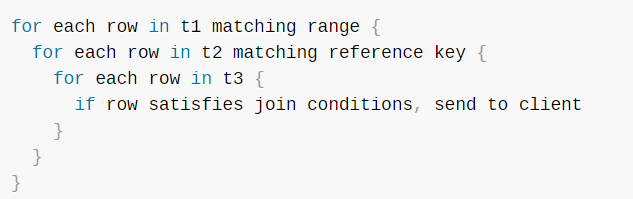 for each row in t1 matching range {
  for each row in t2 matching reference key {
    for each row in t3 {
      if row satisfies join conditions, send to client
    }
  }
}